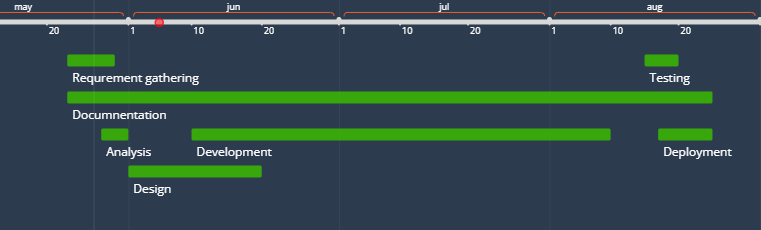 may jun jul aug
20 1 10 20 1 10 20 1 10 20
Requrement gathering Testing
Documnentation
Analysis Development Deployment
Design